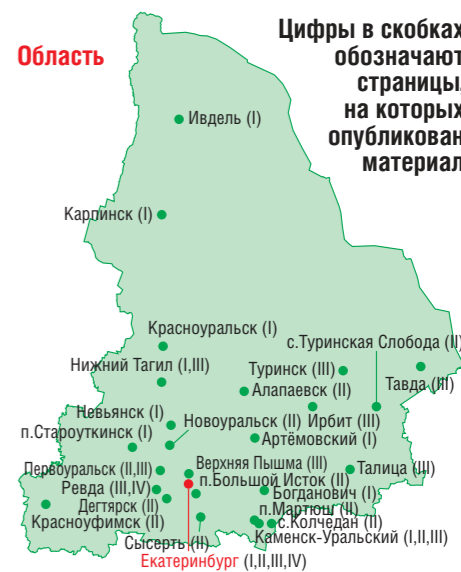 Область
Цифры в скобках
обозначают
страницы,
на которых
опубликован
материал
Ивдель (I)
Карпинск (I)
Красноуральск (I)
с.Туринская Слобода (II)
Нижний Тагил (I,III)
Туринск (III)
Тавда (III)
Алапаевск (II)
Невьянск (I)
Новоуральск (II)
Ирбит (III)
п.Староуткинск (I)
Артёмовский (I)
Первоуральск (II,III)
Верхняя Пышма (III)
Талица (III)
п.Большой Исток (II)
Ревда (III,IV)
Богданович (I)
Дегтярск (II)
п.Мартюш (II)
Красноуфимск (II)
с.Колчедан (II)
Сысерть (II)
Каменск-Уральский (I,II,III)
Екатеринбург (I,II,III,IV)